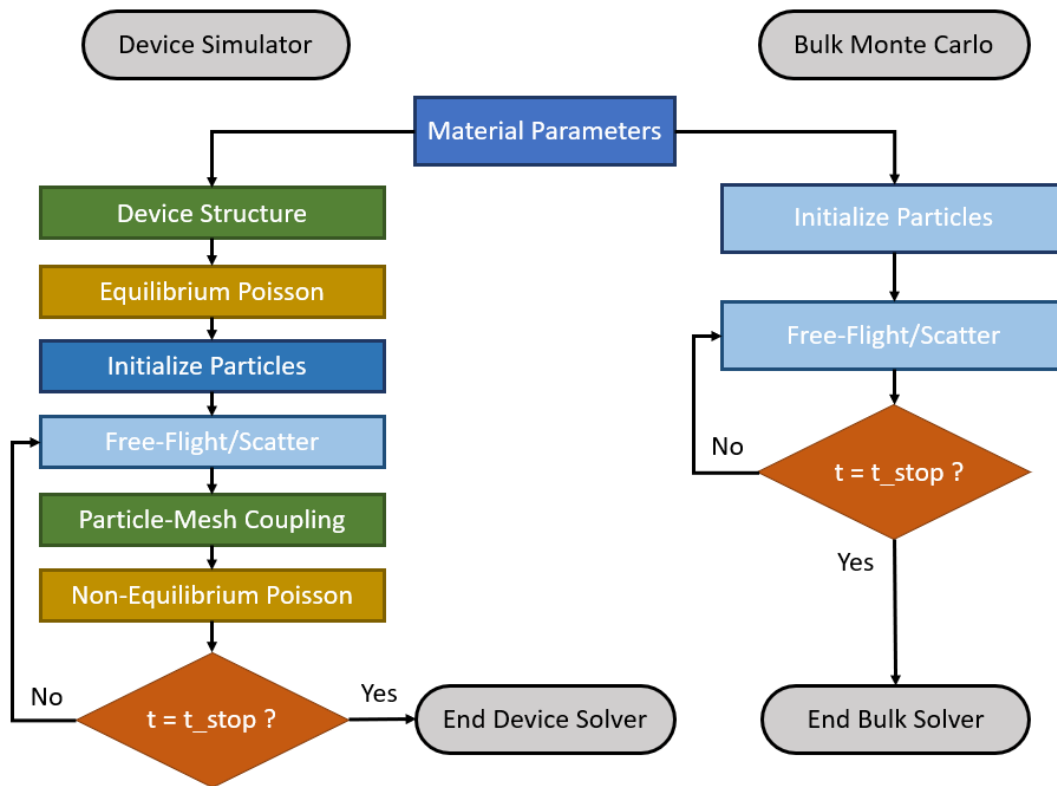 Device Simulator
Bulk Monte Carlo
Material Parameters
Device Structure
Equilibrium Poisson
Initialize Particles
Free-Flight/Scatter
Particle-Mesh Coupling
Non-Equilibrium Poisson
No
t = t_stop ?
Yes
End Device Solver
Initialize Particles
Free-Flight/Scatter
No
t = t_stop ?
Yes
End Bulk Solver